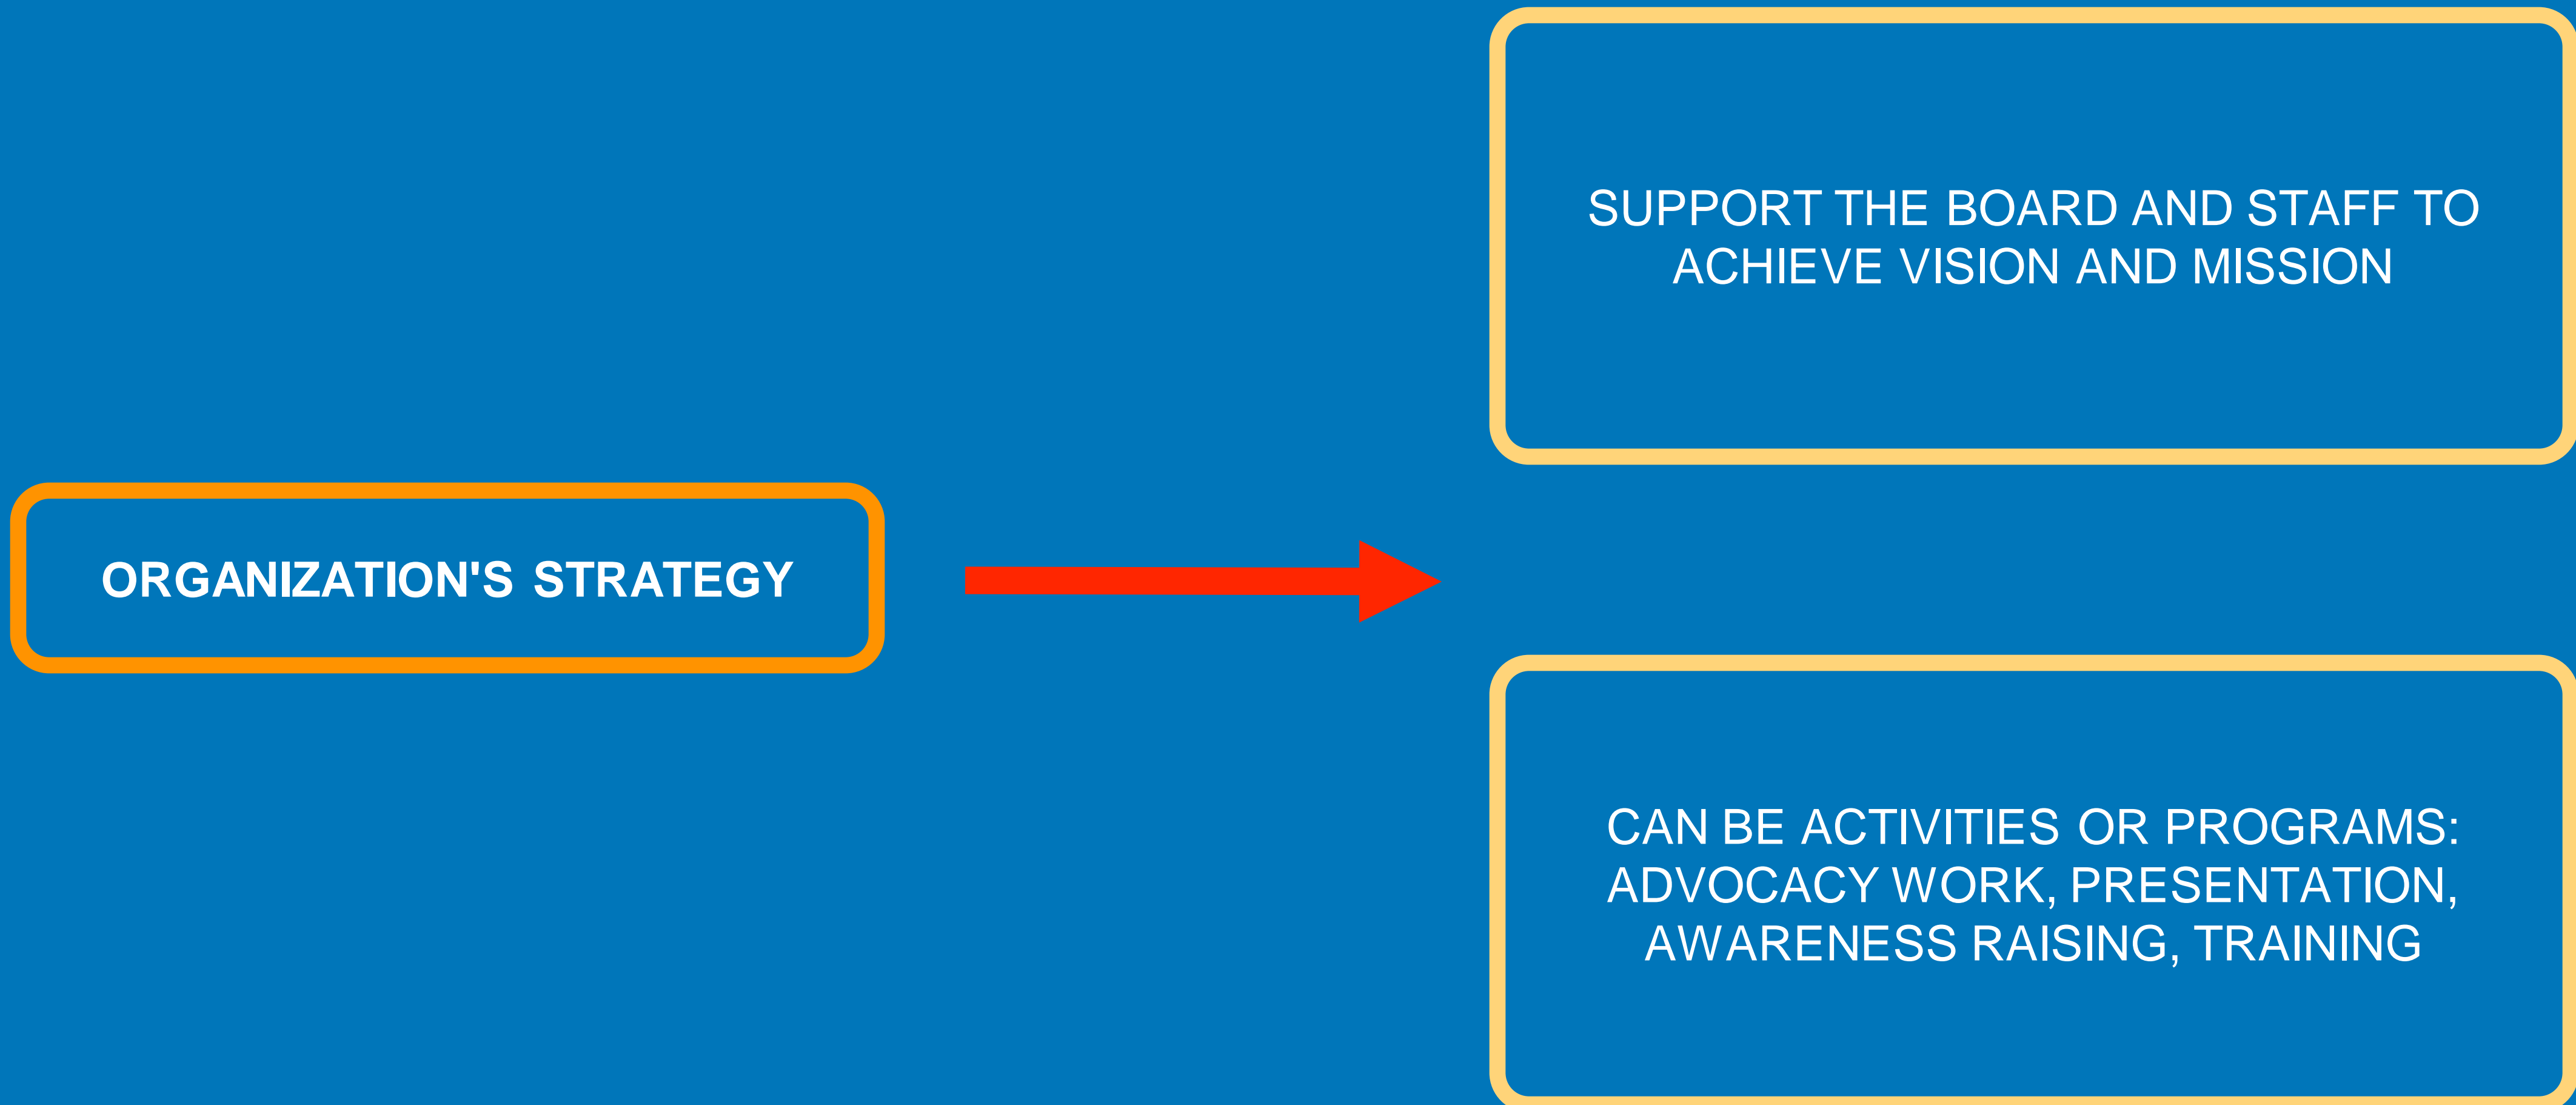 SUPPORT THE BOARD AND STAFF TO
ACHIEVE VISION AND MISSION
ORGANIZATION'S STRATEGY
CAN BE ACTIVITIES OR PROGRAMS:
ADVOCACY WORK, PRESENTATION,
AWARENESS RAISING, TRAINING